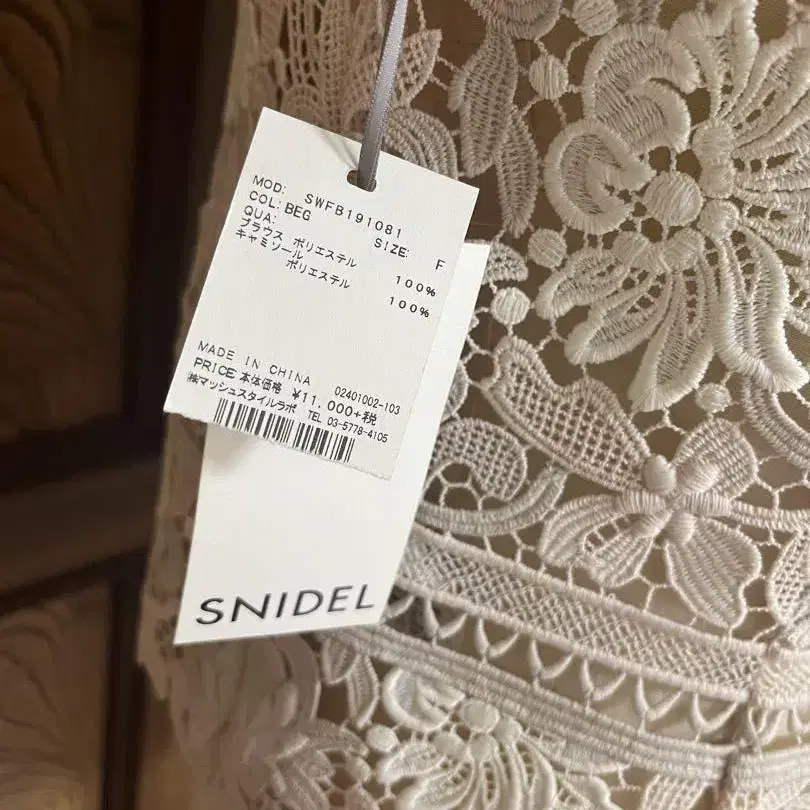 MOD: SWFB191081
COL: BEG SIZE: F
QUA:
ブラウス ポリエステル 100%
キャミソール
ポリエステル 100%
MADE IN CHINA 02401002-103
PRICE 本体価格 ¥11,000+税
㈱マッシュスタイルラボ TEL 03-5778-4105
SNIDEL